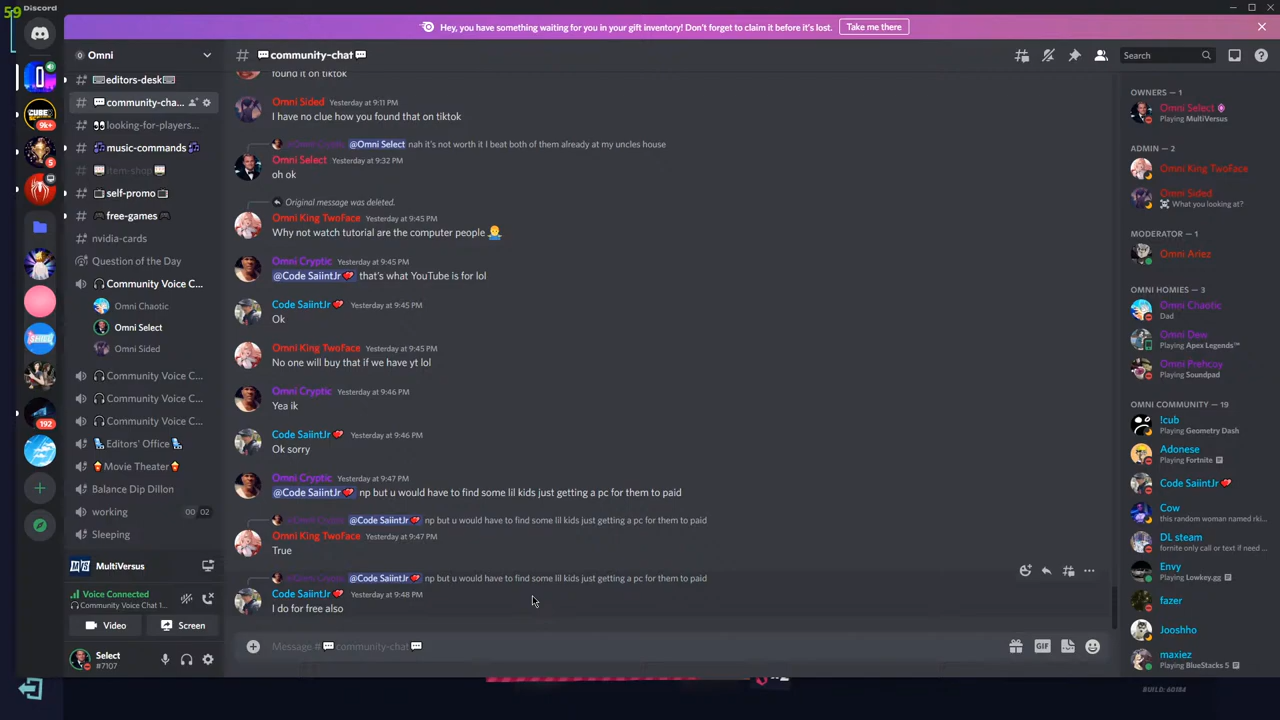 59
Discord
Hey, you have something waiting for you in your gift inventory! Don't forget to claim it before it's lost.
Take me there
Omni
editors-desk
community-cha...
looking-for-players...
music-commands
item-shop
self-promo
free-games
nvidia-cards
Question of the Day
Community Voice C...
Omni Chaotic
Omni Select
Omni Sided
Community Voice C...
Community Voice C...
Community Voice C...
Editors' Office
Movie Theater
Balance Dip Dillon
working
00 02
Sleeping
9+
5
192
MultiVersus
Voice Connected
Community Voice Chat 1...
Video
Screen
Select
#7107
# community-chat
Search
found it on tiktok
Omni Sided Yesterday at 9:11 PM
I have no clue how you found that on tiktok
@Omni Select nah it's not worth it I beat both of them already at my uncles house
Omni Select Yesterday at 9:32 PM
oh ok
Original message was deleted.
Omni King TwoFace Yesterday at 9:45 PM
Why not watch tutorial are the computer people
Omni Cryptic Yesterday at 9:45 PM
@Code SaiintJr that's what YouTube is for lol
Code SaiintJr Yesterday at 9:45 PM
Ok
Omni King TwoFace Yesterday at 9:45 PM
No one will buy that if we have yt lol
Omni Cryptic Yesterday at 9:46 PM
Yea ik
Code SaiintJr Yesterday at 9:46 PM
Ok sorry
Omni Cryptic Yesterday at 9:47 PM
@Code SaiintJr np but u would have to find some lil kids just getting a pc for them to paid
@Code SaiintJr np but u would have to find some lil kids just getting a pc for them to paid
Omni King TwoFace Yesterday at 9:47 PM
True
@Code SaiintJr np but u would have to find some lil kids just getting a pc for them to paid
Code SaiintJr Yesterday at 9:48 PM
I do for free also
Message # community-chat
GIF
OWNERS — 1
Omni Select
Playing MultiVersus
ADMIN — 2
Omni King TwoFace
Omni Sided
What you looking at?
MODERATOR — 1
Omni Arlez
OMNI HOMIES — 3
Omni Chaotic
Dad
Omni Dew
Playing Apex Legends™
Omni Prehcoy
Playing Soundpad
OMNI COMMUNITY — 19
!cub
Playing Geometry Dash
Adonese
Playing Fortnite
Code SaiintJr
Cow
this random woman named rki...
DL steam
fornite only call or text if need ...
Envy
Playing Lowkey.gg
fazer
Jooshho
maxiez
Playing BlueStacks 5
BUILD: 60184